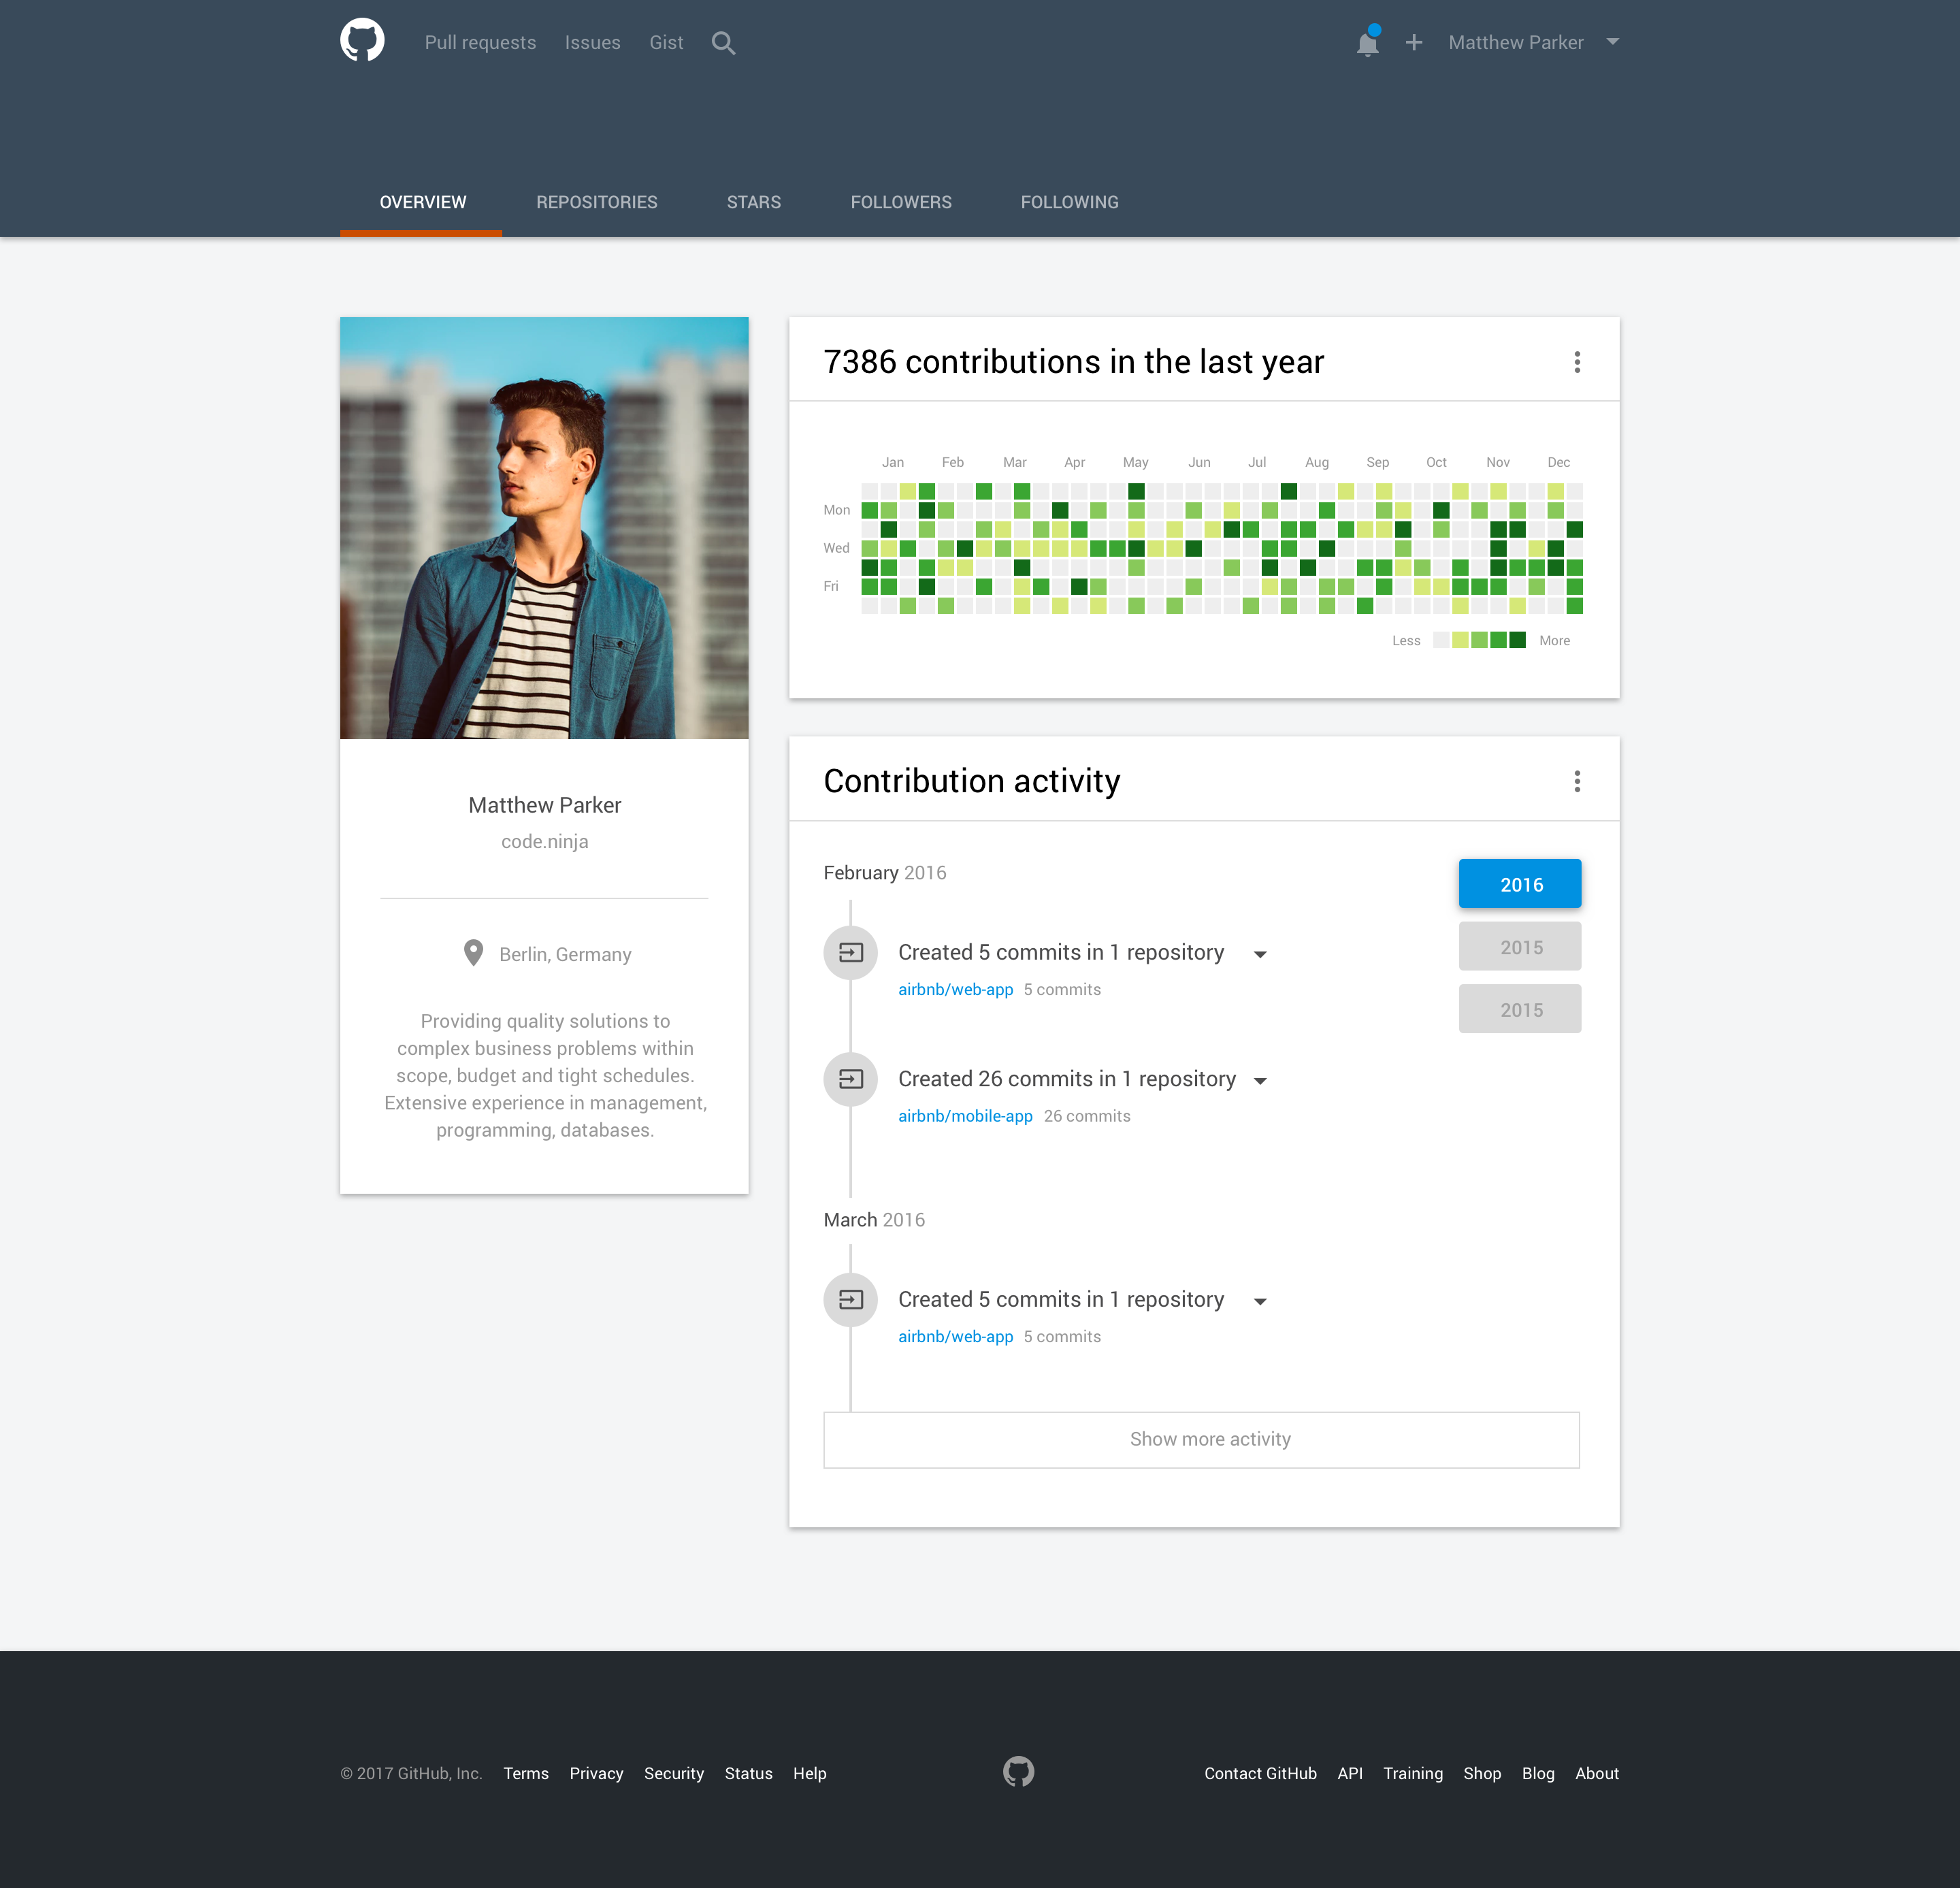 Pull requests Issues Gist Matthew Parker
OVERVIEW REPOSITORIES STARS FOLLOWERS FOLLOWING
Matthew Parker
code.ninja
Berlin, Germany
Providing quality solutions to
complex business problems within
scope, budget and tight schedules.
Extensive experience in management,
programming, databases.
7386 contributions in the last year
Jan Feb Mar Apr May Jun Jul Aug Sep Oct Nov Dec
Mon
Wed
Fri
Less More
Contribution activity
February 2016
Created 5 commits in 1 repository
airbnb/web-app 5 commits
Created 26 commits in 1 repository
airbnb/mobile-app 26 commits
March 2016
Created 5 commits in 1 repository
airbnb/web-app 5 commits
2016
2015
2015
Show more activity
© 2017 GitHub, Inc. Terms Privacy Security Status Help Contact GitHub API Training Shop Blog About